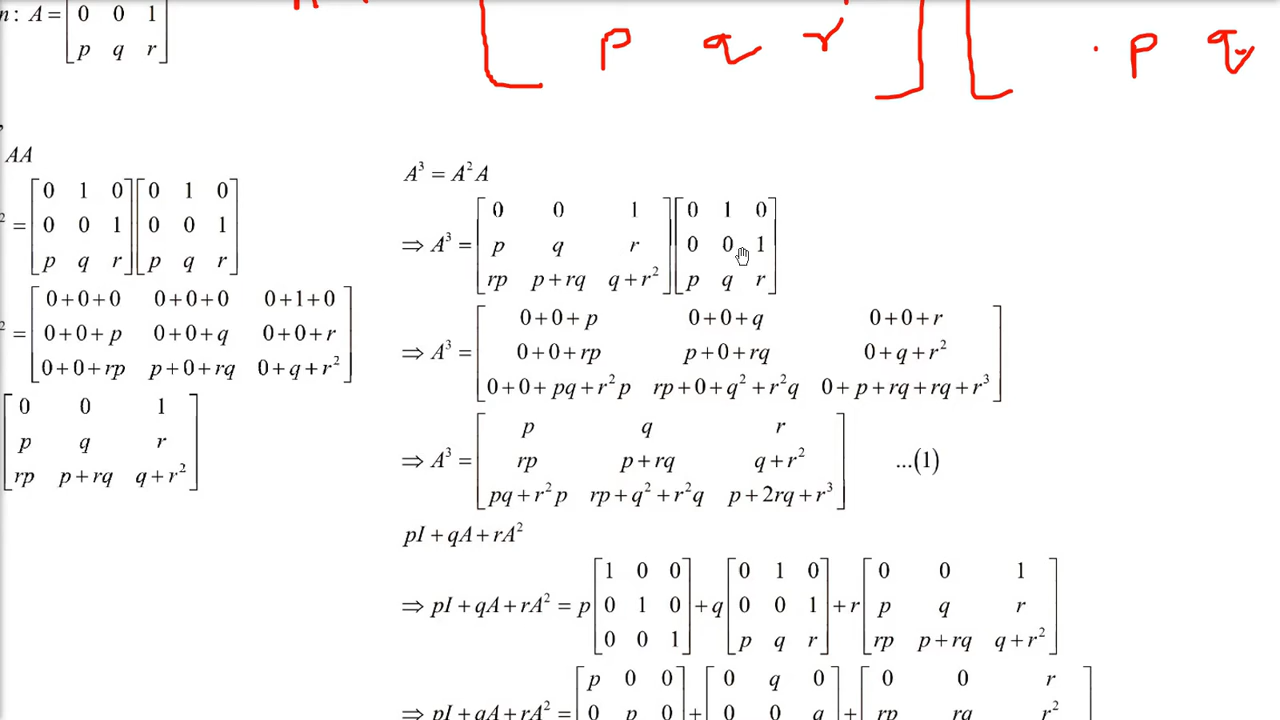 n: A = [
0 0 1
p q r ]
p q r ] [ . p q
,
AA
2 = [ 0 1 0 ] [ 0 1 0 ]
0 0 1 0 0 1
p q r p q r
2 = [ 0+0+0 0+0+0 0+1+0 ]
0+0+p 0+0+q 0+0+r
0+0+rp p+0+rq 0+q+r²
[ 0 0 1 ]
p q r
rp p+rq q+r²
A³ = A²A
⇒ A³ = [ 0 0 1 ] [ 0 1 0 ]
p q r 0 0 1
rp p+rq q+r² p q r
⇒ A³ = [ 0+0+p 0+0+q 0+0+r ]
0+0+rp p+0+rq 0+q+r²
0+0+pq+r²p rp+0+q²+r²q 0+p+rq+rq+r³
⇒ A³ = [ p q r ] ...(1)
rp p+rq q+r²
pq+r²p rp+q²+r²q p+2rq+r³
pI+qA+rA²
⇒ pI+qA+rA² = p [ 1 0 0 ] + q [ 0 1 0 ] + r [ 0 0 1 ]
0 1 0 0 0 1 p q r
0 0 1 p q r rp p+rq q+r²
⇒ pI+qA+rA² = [ p 0 0 ] + [ 0 q 0 ] + [ 0 0 r ]
0 p 0 0 0 q rp rq r²